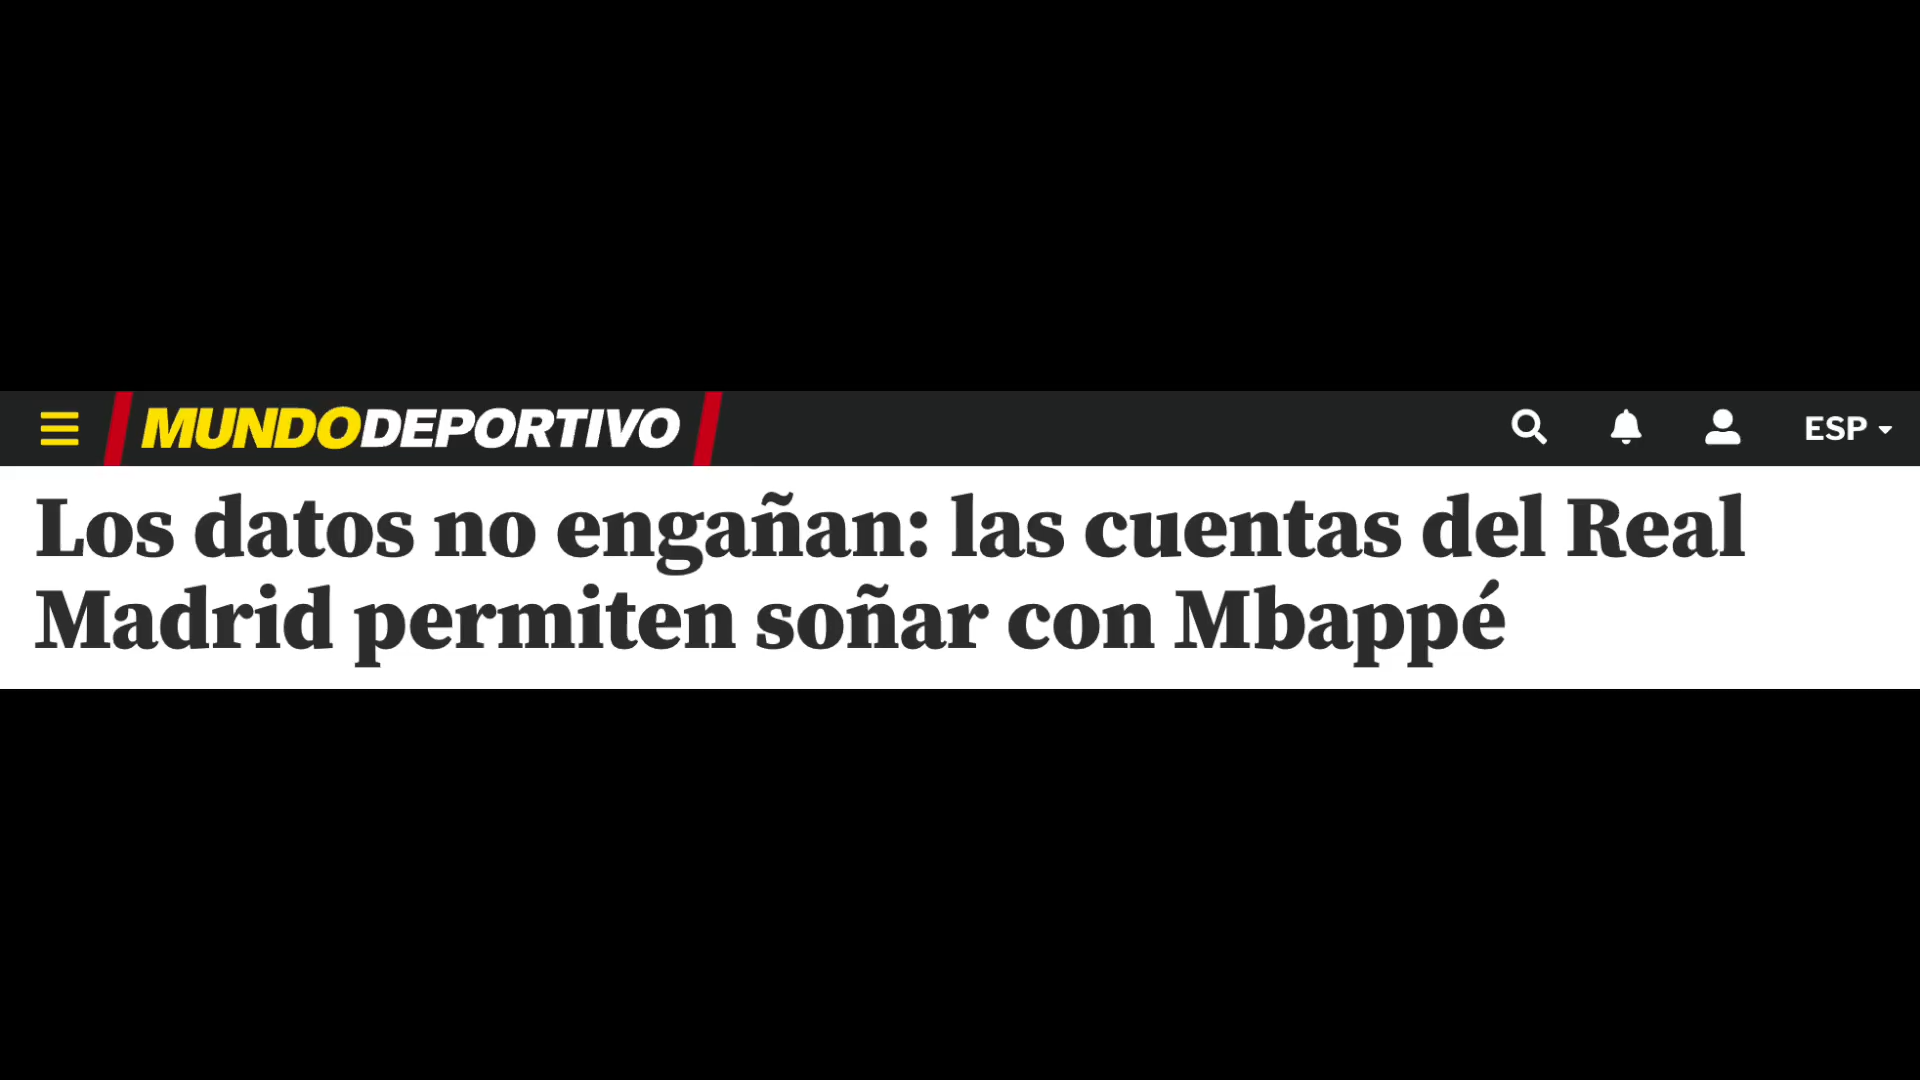 MUNDODEPORTIVO
ESP
Los datos no engañan: las cuentas del Real
Madrid permiten soñar con Mbappé